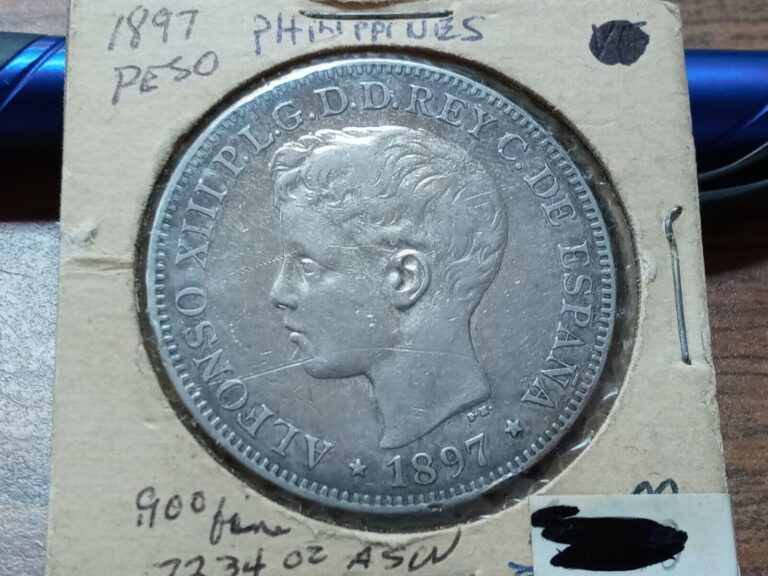 1897 PHILIPPINES
PESO
ALFONSO XIII P.L.G.D.D. REY C. DE ESPAÑA
1897
.900 fine
.7234 oz ASW